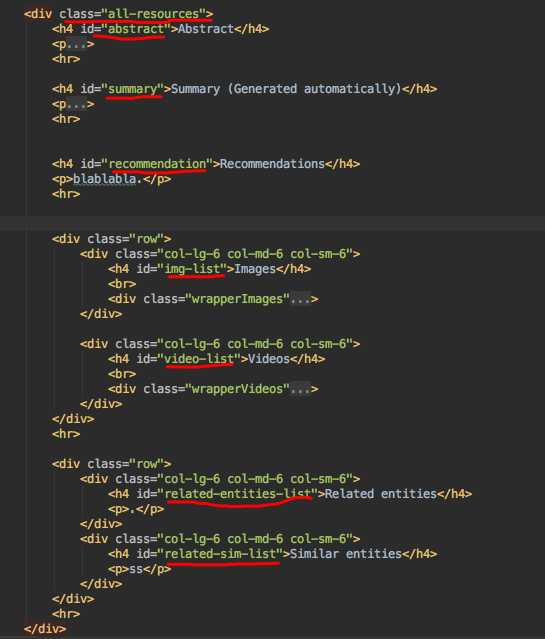 <div class="all-resources">
<h4 id="abstract">Abstract</h4>
<p...>
<hr>
<h4 id="summary">Summary (Generated automatically)</h4>
<p...>
<hr>
<h4 id="recommendation">Recommendations</h4>
<p>blablabla.</p>
<hr>
<div class="row">
<div class="col-lg-6 col-md-6 col-sm-6">
<h4 id="img-list">Images</h4>
<br>
<div class="wrapperImages"...>
</div>
<div class="col-lg-6 col-md-6 col-sm-6">
<h4 id="video-list">Videos</h4>
<br>
<div class="wrapperVideos"...>
</div>
</div>
<hr>
<div class="row">
<div class="col-lg-6 col-md-6 col-sm-6">
<h4 id="related-entities-list">Related entities</h4>
<p>.</p>
</div>
<div class="col-lg-6 col-md-6 col-sm-6">
<h4 id="related-sim-list">Similar entities</h4>
<p>ss</p>
</div>
</div>
<hr>
</div>